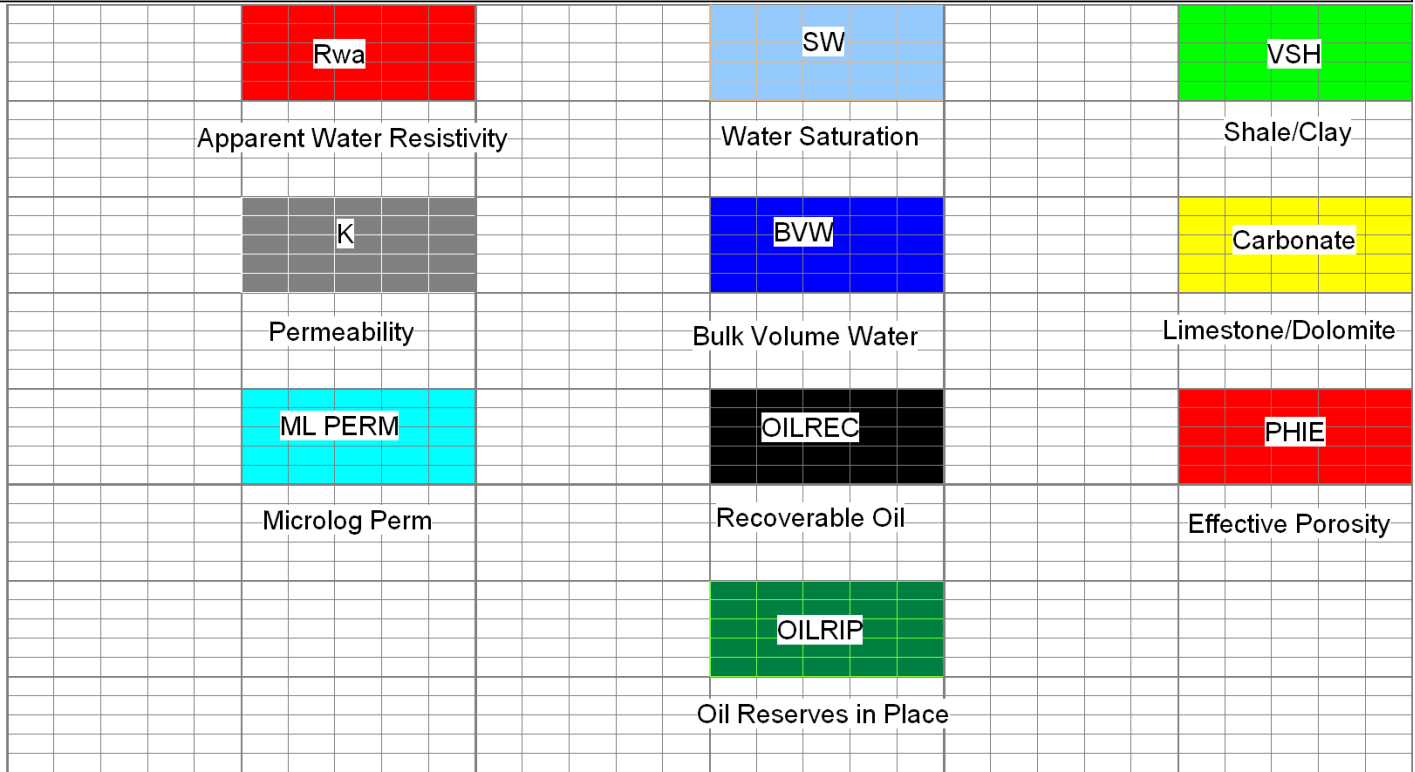 Rwa
SW
VSH
Apparent Water Resistivity
Water Saturation
Shale/Clay
K
BVW
Carbonate
Permeability
Bulk Volume Water
Limestone/Dolomite
ML PERM
OILREC
PHIE
Microlog Perm
Recoverable Oil
Effective Porosity
OILRIP
Oil Reserves in Place